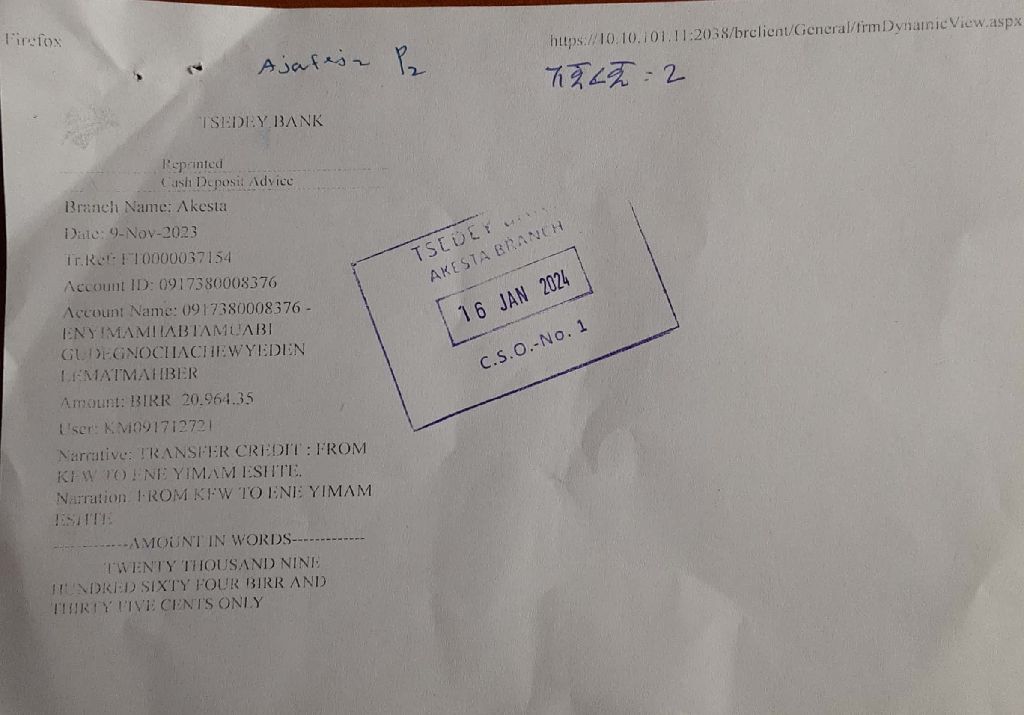 Firefox
https://10.10.101.11:2038/brclient/General/frmDynamicView.aspx
P2
= 2
TSEDEY BANK
Reprinted
Cash Deposit Advice
Branch Name: Akesta
Date: 9-Nov-2023
Tr.Ref: FT0000037154
Account ID: 0917380008376
Account Name: 0917380008376 -
ENYIMAMHABTAMUABI
GUDEGNOCHACHEWYEDEN
LEMATMAHBER
Amount: BIRR 20,964.35
User: KM091712721
Narrative: TRANSFER CREDIT : FROM
KFW TO ENE YIMAM ESHTE.
Narration: FROM KFW TO ENE YIMAM
ESHTE
-------------AMOUNT IN WORDS-------------
TWENTY THOUSAND NINE
HUNDRED SIXTY FOUR BIRR AND
THIRTY FIVE CENTS ONLY
TSEDEY
AKESTA BRANCH
16 JAN 2024
C.S.O.-No. 1